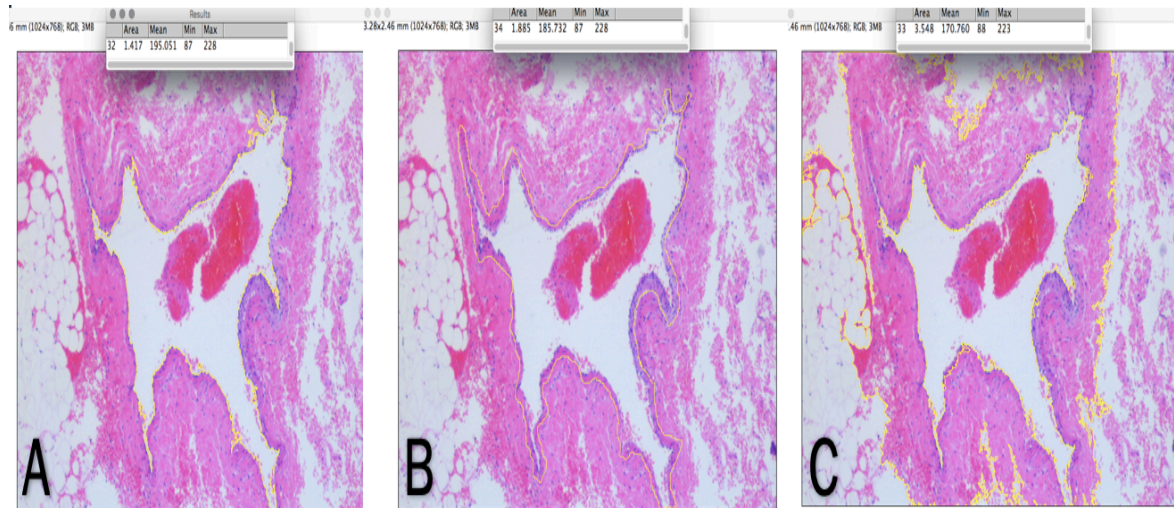 Results
6 mm (1024x768); RGB; 3MB
Area Mean Min Max
32 1.417 195.051 87 228
A
3.28x2.46 mm (1024x768); RGB; 3MB
Area Mean Min Max
34 1.885 185.732 87 228
B
.46 mm (1024x768); RGB; 3MB
Area Mean Min Max
33 3.548 170.760 88 223
C